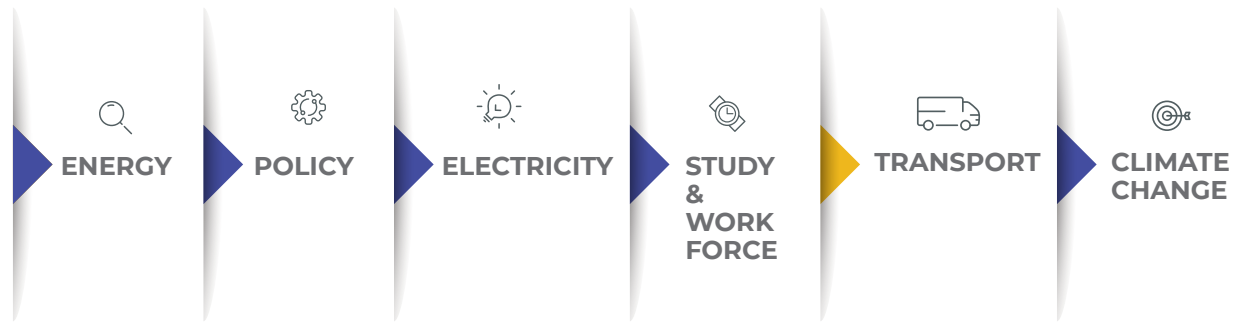 ENERGY
POLICY
ELECTRICITY
STUDY
&
WORK
FORCE
TRANSPORT
CLIMATE
CHANGE